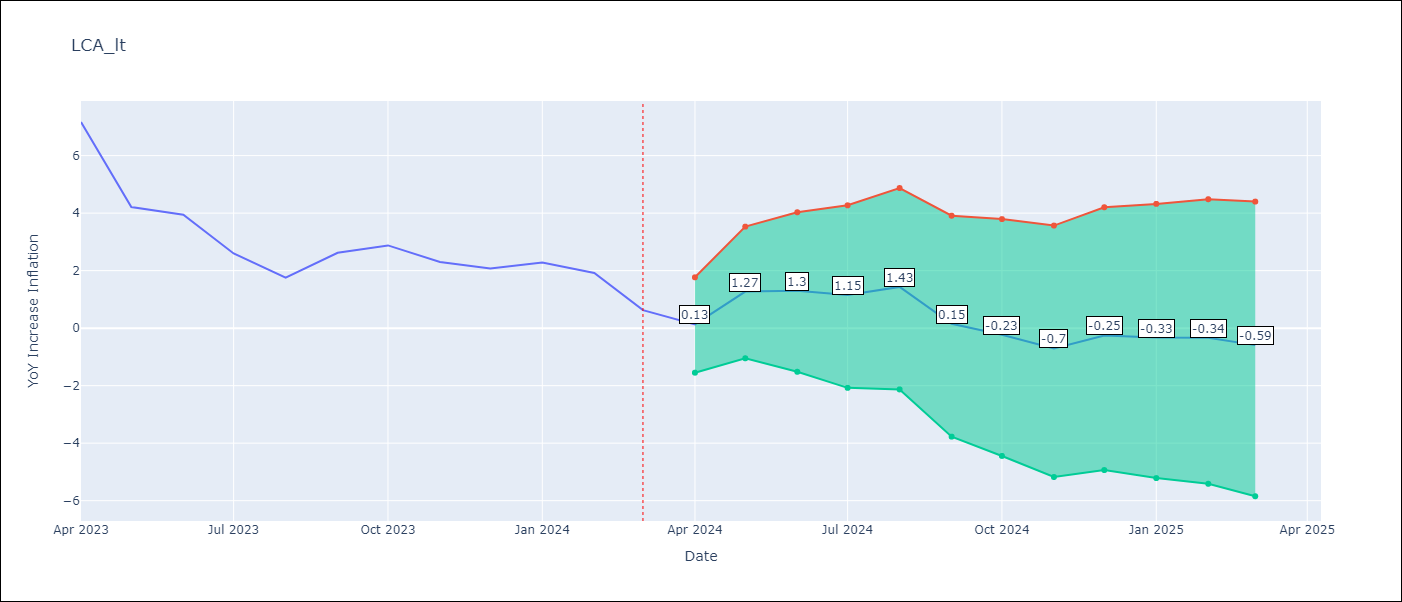 LCA_lt
YoY Increase Inflation
6
4
2
0
−2
−4
−6
0.13
1.27
1.3
1.15
1.43
0.15
-0.23
-0.7
-0.25
-0.33
-0.34
-0.59
Apr 2023
Jul 2023
Oct 2023
Jan 2024
Apr 2024
Jul 2024
Oct 2024
Jan 2025
Apr 2025
Date